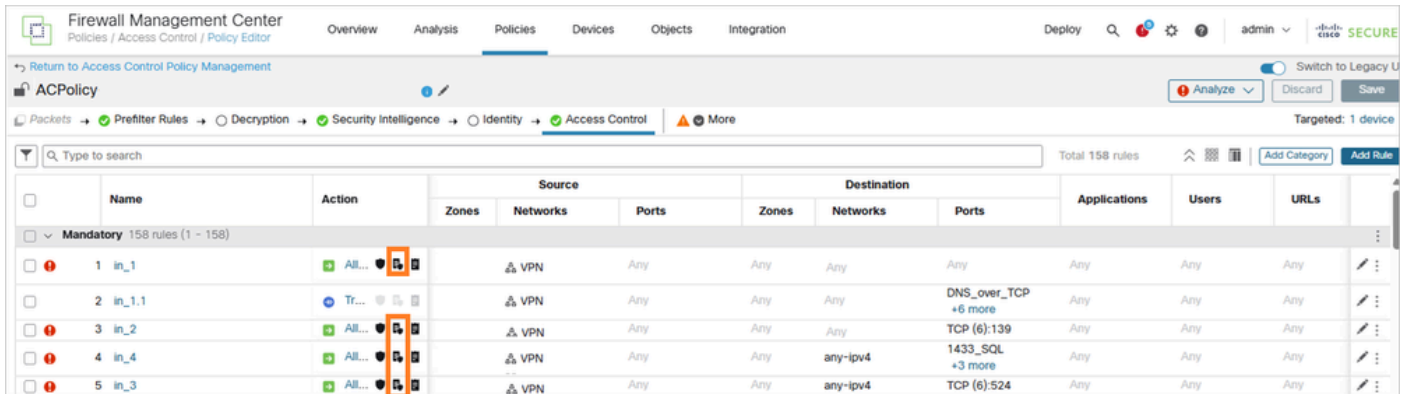 Firewall Management Center
Policies / Access Control / Policy Editor
Overview Analysis Policies Devices Objects Integration Deploy admin cisco SECURE
Return to Access Control Policy Management Switch to Legacy U
ACPolicy Analyze Discard Save
Packets → Prefilter Rules → Decryption → Security Intelligence → Identity → Access Control More Targeted: 1 device
Type to search Total 158 rules Add Category Add Rule
Name Action Source Destination Applications Users URLs
Zones Networks Ports Zones Networks Ports
Mandatory 158 rules (1 - 158)
1 in_1 All... VPN Any Any Any Any Any Any Any
2 in_1.1 Tr... VPN Any Any Any DNS_over_TCP Any Any Any
+6 more
3 in_2 All... VPN Any Any Any TCP (6):139 Any Any Any
4 in_4 All... VPN Any Any any-ipv4 1433_SQL Any Any Any
+3 more
5 in_3 All... VPN Any Any any-ipv4 TCP (6):524 Any Any Any